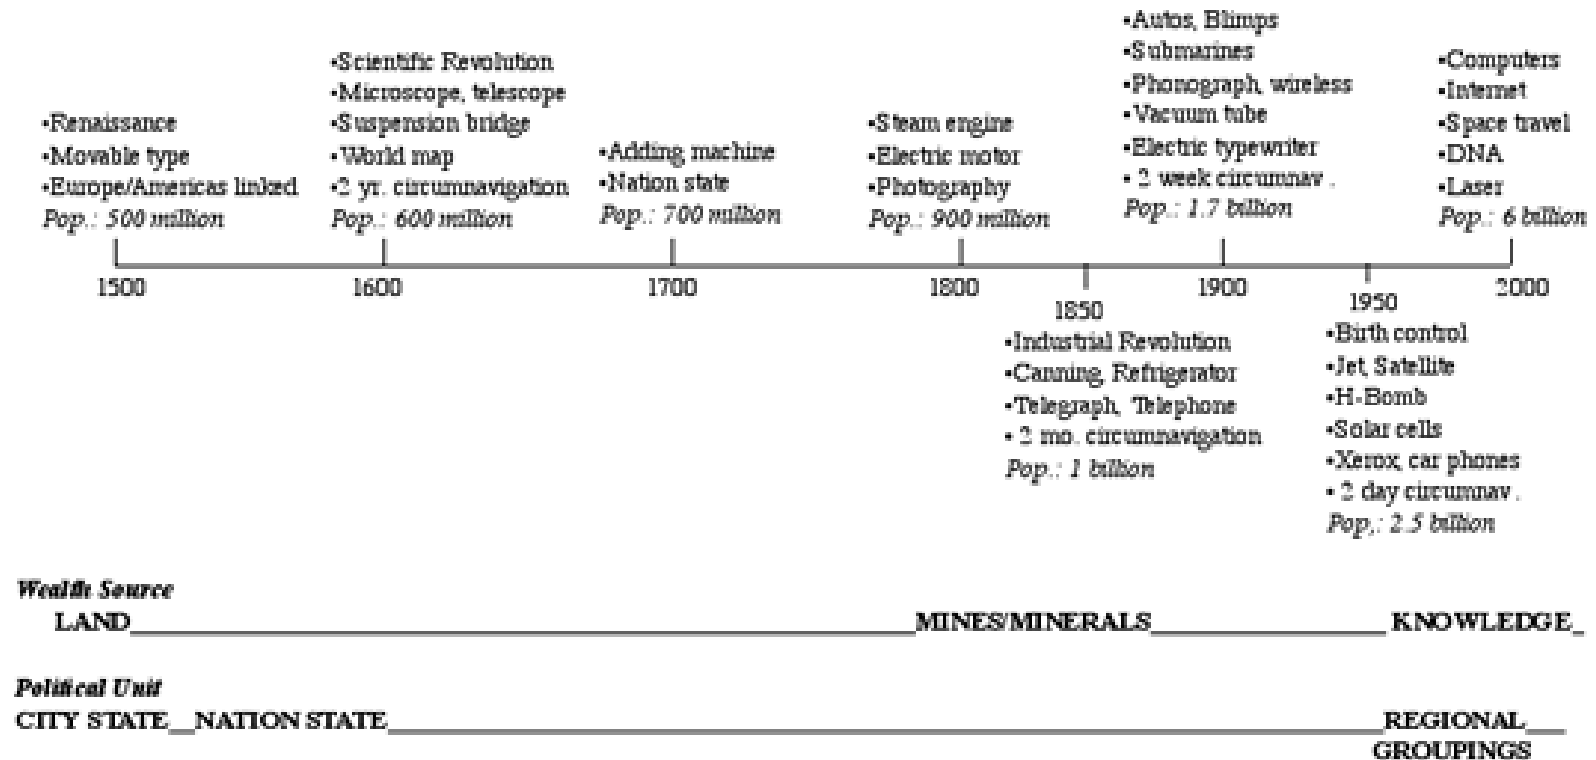 •Renaissance
•Movable type
•Europe/Americas linked
Pop.: 500 million
•Scientific Revolution
•Microscope, telescope
•Suspension bridge
•World map
•2 yr. circumnavigation
Pop.: 600 million
•Adding machine
•Nation state
Pop.: 700 million
•Steam engine
•Electric motor
•Photography
Pop.: 900 million
•Autos, Blimps
•Submarines
•Phonograph, wireless
•Vacuum tube
•Electric typewriter
• 2 week circumnav .
Pop.: 1.7 billion
•Computers
•Internet
•Space travel
•DNA
•Laser
Pop.: 6 billion
1500
1600
1700
1800
1850
1900
1950
2000
•Industrial Revolution
•Canning, Refrigerator
•Telegraph, Telephone
• 2 mo. circumnavigation
Pop.: 1 billion
•Birth control
•Jet, Satellite
•H-Bomb
•Solar cells
•Xerox, car phones
• 2 day circumnav .
Pop,: 2.5 billion
Wealth Source
LAND MINES/MINERALS KNOWLEDGE
Political Unit
CITY STATE NATION STATE REGIONAL
GROUPINGS